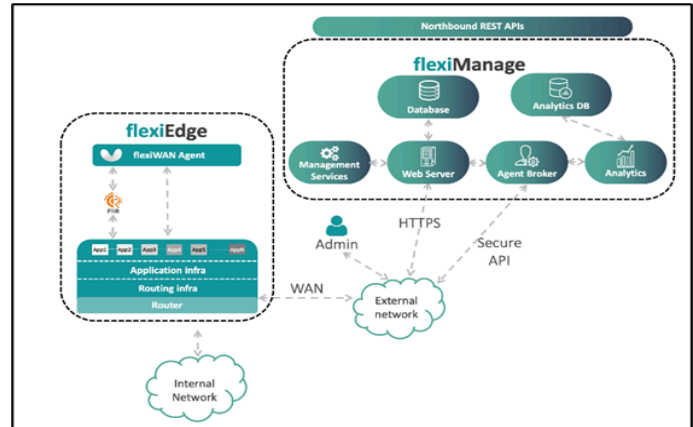 Northbound REST APIs
flexiManage
Database
Analytics DB
Management
Services
Web Server
Agent Broker
Analytics
flexiEdge
flexiWAN Agent
FRR
App1 App2 App3 App4 App5 AppN
Application infra
Routing infra
Router
Admin
HTTPS
Secure
API
WAN
External
network
Internal
Network